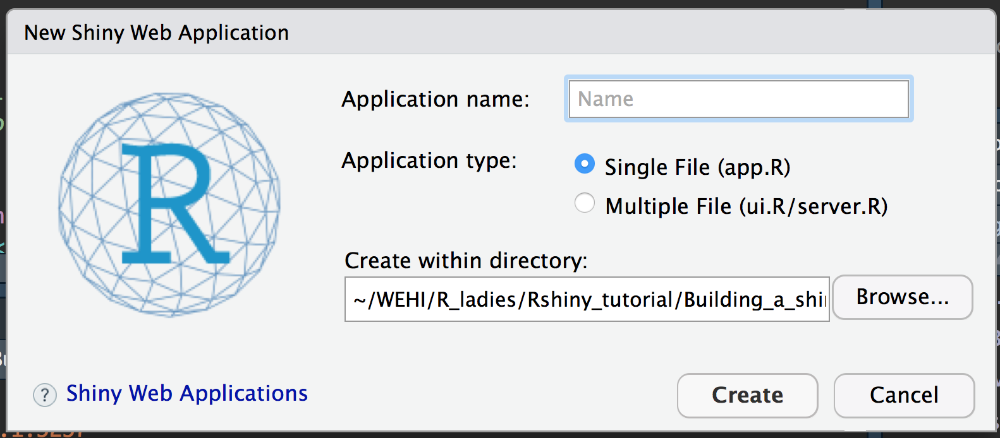 New Shiny Web Application
R
Application name:
Name
Application type:
Single File (app.R)
Multiple File (ui.R/server.R)
Create within directory:
~/WEHI/R_ladies/Rshiny_tutorial/Building_a_shi
Browse...
? Shiny Web Applications
Create
Cancel